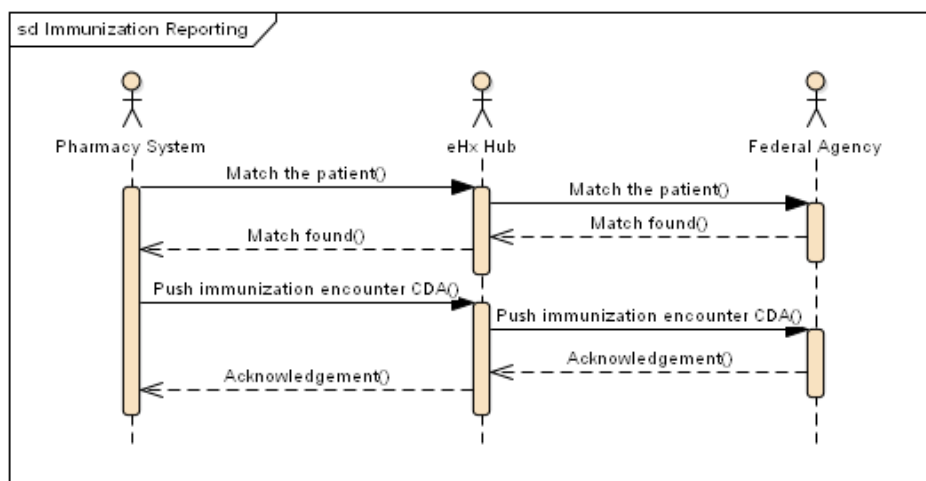 sd Immunization Reporting
Pharmacy System
eHx Hub
Federal Agency
Match the patient()
Match the patient()
Match found()
Match found()
Push immunization encounter CDA()
Push immunization encounter CDA()
Acknowledgement()
Acknowledgement()